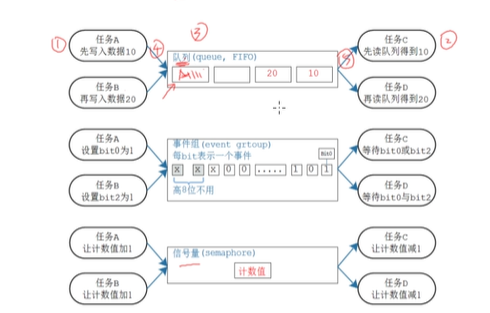 ①
任务A
先写入数据10
任务B
再写入数据20
④
③
队列(queue, FIFO)
20
10
⑤
任务C
先读队列得到10
②
任务D
再读队列得到20
任务A
设置bit0为1
任务B
设置bit2为1
事件组(event grtoup)
每bit表示一个事件
Bit0
x x x 0 0 ..... 1 0 1
高8位不用
任务C
等待bit0或bit2
任务D
等待bit0与bit2
任务A
让计数值加1
任务B
让计数值加1
信号量(semaphore)
计数值
任务C
让计数值减1
任务D
让计数值减1